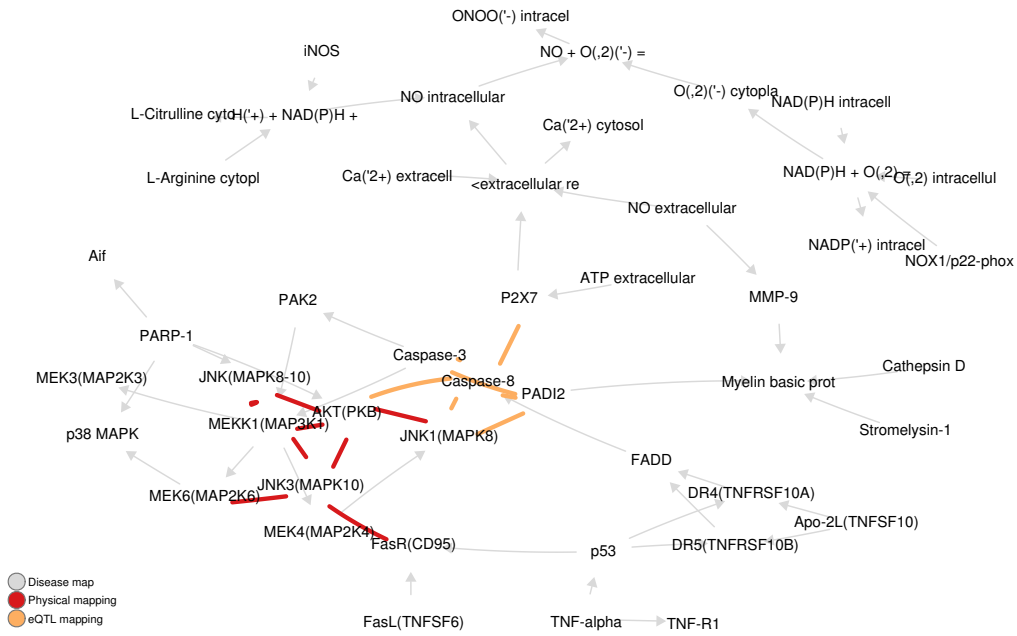 ONOO('-) intracel
iNOS
NO + O(,2)('-) =
O(,2)('-) cytopla
NO intracellular
NAD(P)H intracell
L-Citrulline cyto
H('+) + NAD(P)H +
Ca('2+) cytosol
NAD(P)H + O(,2) =
O(,2) intracellul
L-Arginine cytopl
Ca('2+) extracell
<extracellular re
NO extracellular
NADP('+) intracel
NOX1/p22-phox
Aif
ATP extracellular
PAK2
P2X7
MMP-9
PARP-1
Caspase-3
Cathepsin D
MEK3(MAP2K3)
JNK(MAPK8-10)
Caspase-8
Myelin basic prot
PADI2
AKT(PKB)
MEKK1(MAP3K1)
p38 MAPK
JNK1(MAPK8)
Stromelysin-1
FADD
JNK3(MAPK10)
MEK6(MAP2K6)
DR4(TNFRSF10A)
Apo-2L(TNFSF10)
MEK4(MAP2K4)
FasR(CD95)
p53
DR5(TNFRSF10B)
Disease map
Physical mapping
eQTL mapping
FasL(TNFSF6)
TNF-alpha
TNF-R1